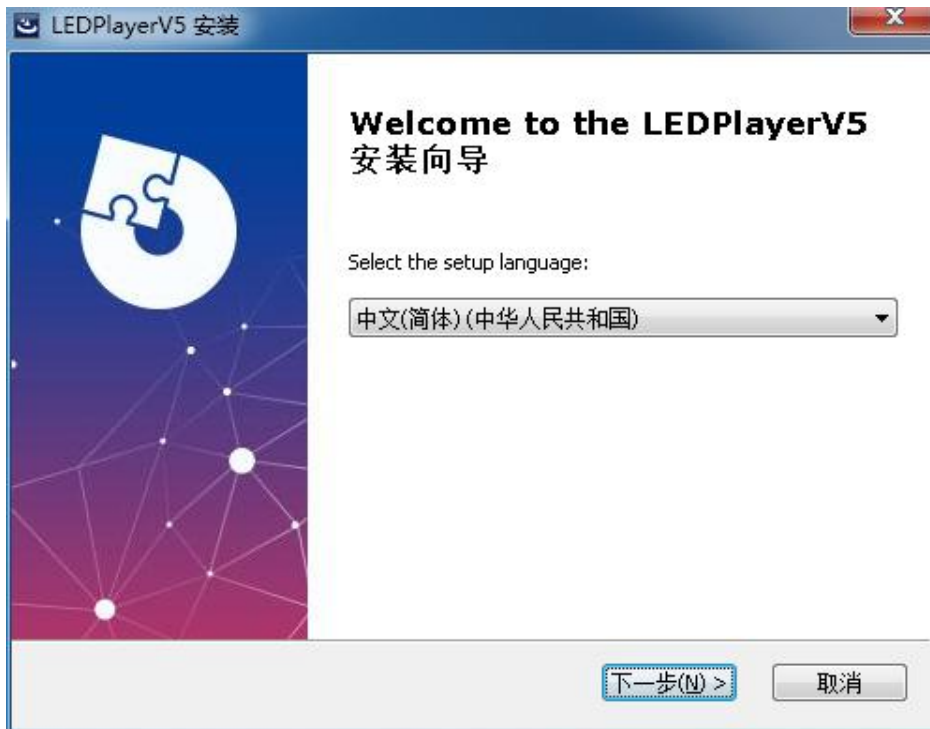 LEDPlayerV5 安装
Welcome to the LEDPlayerV5
安装向导
Select the setup language:
中文(简体) (中华人民共和国)
下一步(N) >
取消